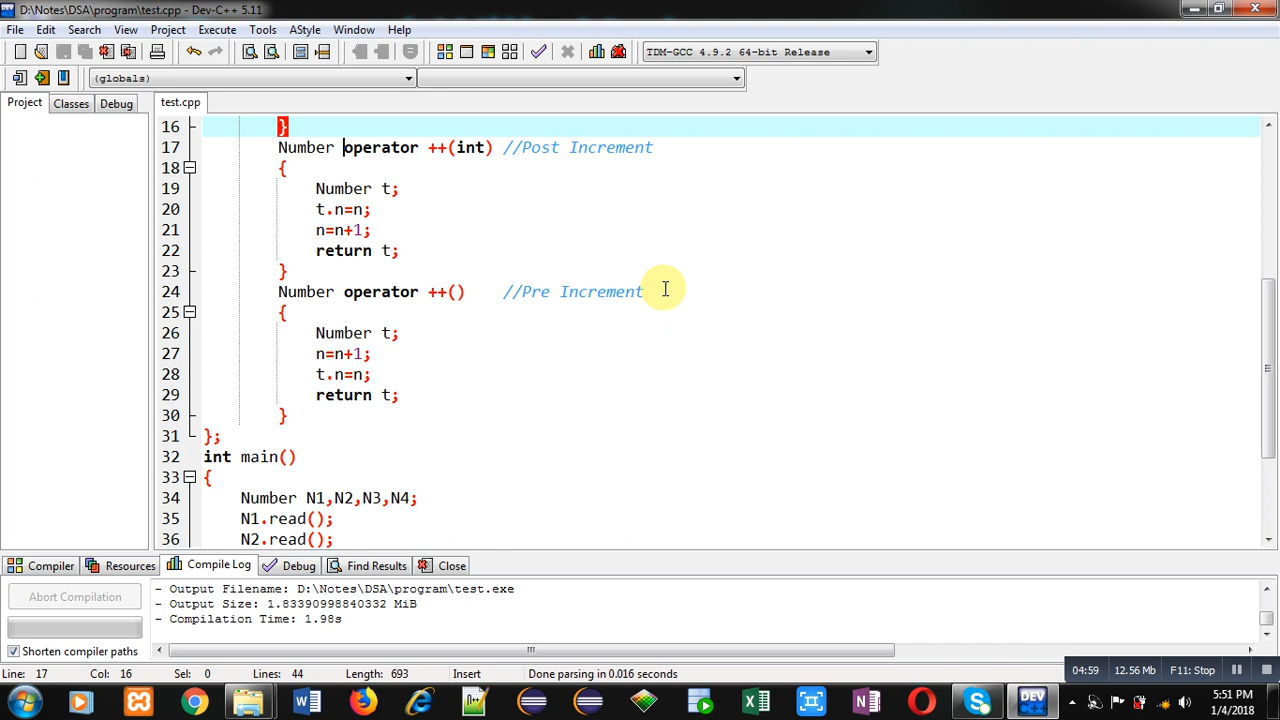 D:\Notes\DSA\program\test.cpp - Dev-C++ 5.11
File Edit Search View Project Execute Tools AStyle Window Help
TDM-GCC 4.9.2 64-bit Release
(globals)
Project Classes Debug test.cpp
16 }
17 Number operator ++(int) //Post Increment
18 {
19 Number t;
20 t.n=n;
21 n=n+1;
22 return t;
23 }
24 Number operator ++() //Pre Increment
25 {
26 Number t;
27 n=n+1;
28 t.n=n;
29 return t;
30 }
31 };
32 int main()
33 {
34 Number N1,N2,N3,N4;
35 N1.read();
36 N2.read();
Compiler Resources Compile Log Debug Find Results Close
Abort Compilation
Shorten compiler paths
- Output Filename: D:\Notes\DSA\program\test.exe
- Output Size: 1.83390998840332 MiB
- Compilation Time: 1.98s
Line: 17 Col: 16 Sel: 0 Lines: 44 Length: 693 Insert Done parsing in 0.016 seconds
04:59 12.56 Mb F11: Stop
DEV
5:51 PM
1/4/2018